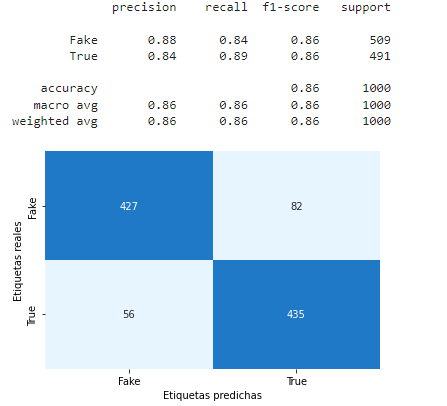 precision recall f1-score support
Fake 0.88 0.84 0.86 509
True 0.84 0.89 0.86 491
accuracy 0.86 1000
macro avg 0.86 0.86 0.86 1000
weighted avg 0.86 0.86 0.86 1000
Etiquetas reales
Fake
427 82
True
56 435
Fake True
Etiquetas predichas